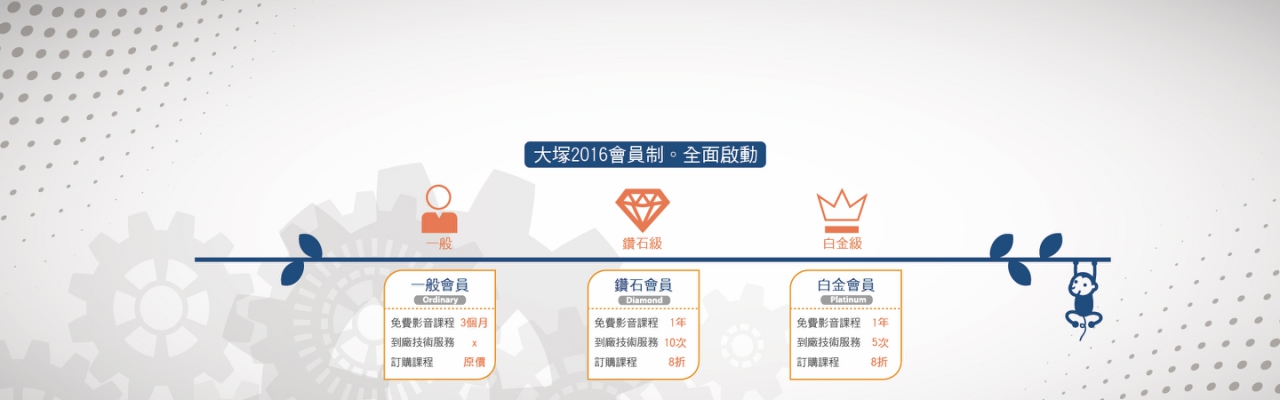 大塚2016會員制。全面啟動
一般
鑽石級
白金級
一般會員
Ordinary
免費影音課程 3個月
到廠技術服務 x
訂購課程 原價
鑽石會員
Diamond
免費影音課程 1年
到廠技術服務 10次
訂購課程 8折
白金會員
Platinum
免費影音課程 1年
到廠技術服務 5次
訂購課程 8折